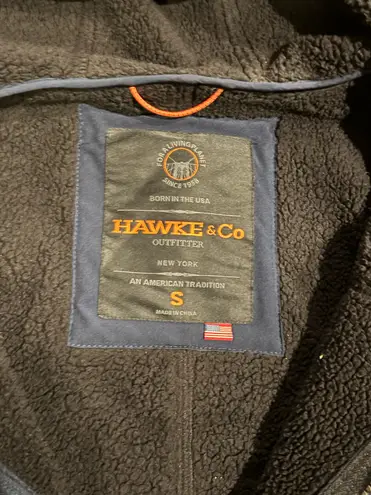 FOR A LIVING PLANET
SINCE 1988
BORN IN THE USA
HAWKE & Co
OUTFITTER
NEW YORK
AN AMERICAN TRADITION
S
MADE IN CHINA